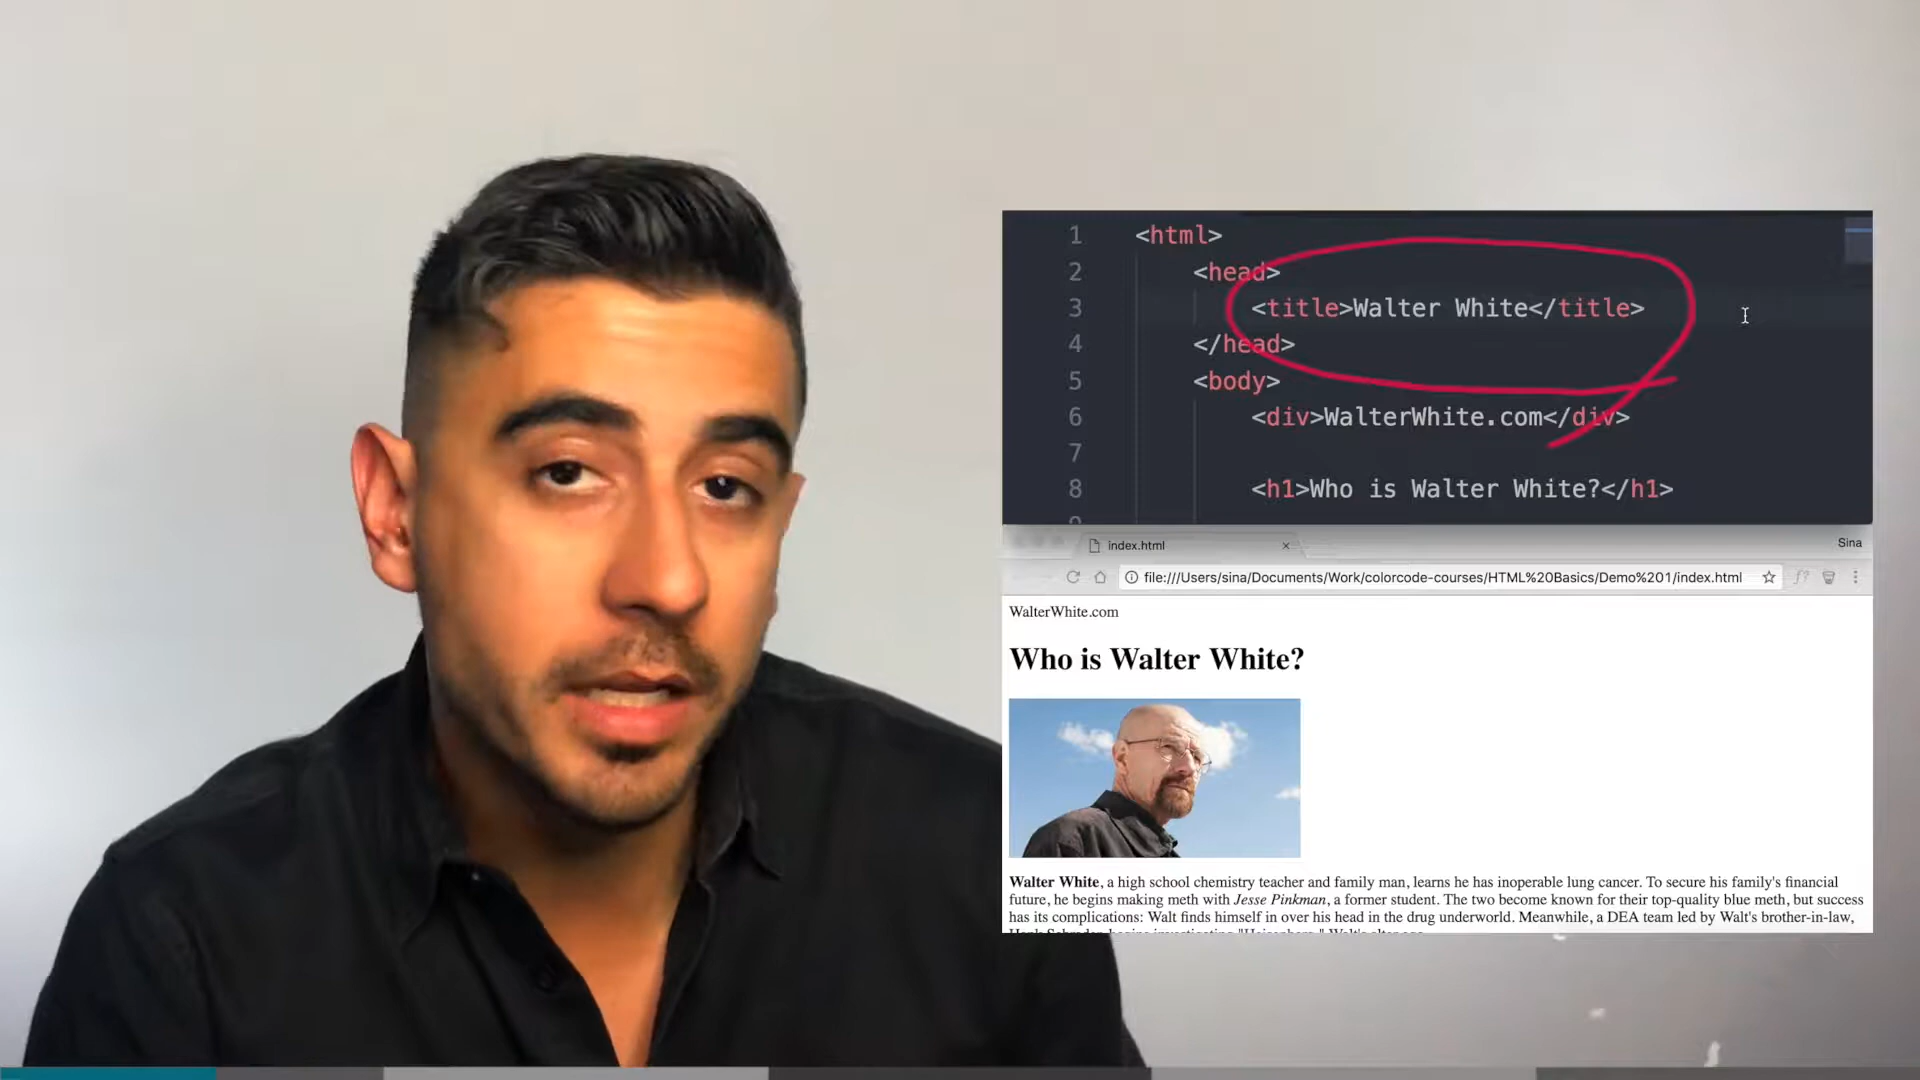 1 <html>
2 <head>
3 <title>Walter White</title>
4 </head>
5 <body>
6 <div>WalterWhite.com</div>
7
8 <h1>Who is Walter White?</h1>
index.html ×
Sina
file:///Users/sina/Documents/Work/colorcode-courses/HTML%20Basics/Demo%201/index.html
WalterWhite.com
Who is Walter White?
Walter White, a high school chemistry teacher and family man, learns he has inoperable lung cancer. To secure his family's financial
future, he begins making meth with Jesse Pinkman, a former student. The two become known for their top-quality blue meth, but success
has its complications: Walt finds himself in over his head in the drug underworld. Meanwhile, a DEA team led by Walt's brother-in-law,